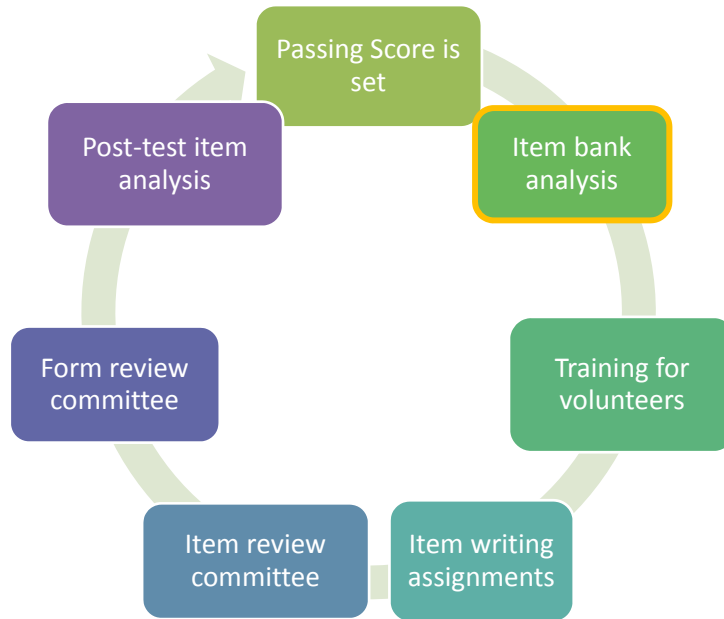 Passing Score is
set
Item bank
analysis
Training for
volunteers
Item writing
assignments
Item review
committee
Form review
committee
Post-test item
analysis